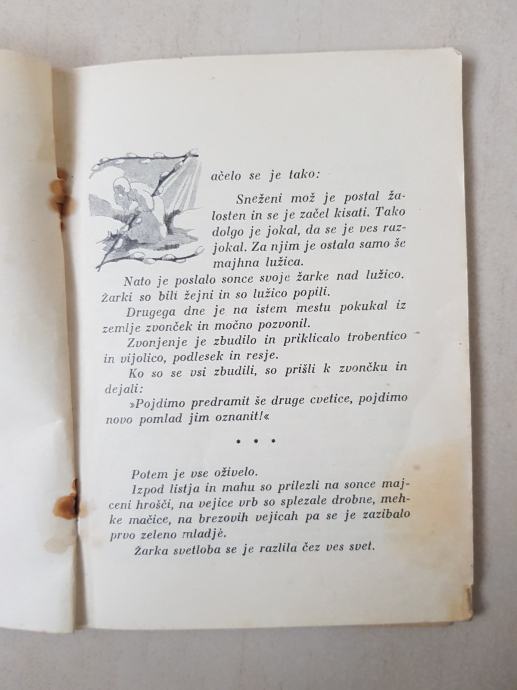 Začelo se je tako:
Sneženi mož je postal ža-
losten in se je začel kisati. Tako
dolgo je jokal, da se je ves raz-
jokal. Za njim je ostala samo še
majhna lužica.
Nato je poslalo sonce svoje žarke nad lužico.
Žarki so bili žejni in so lužico popili.
Drugega dne je na istem mestu pokukal iz
zemlje zvonček in močno pozvonil.
Zvonjenje je zbudilo in priklicalo trobentico
in vijolico, podlesek in resje.
Ko so se vsi zbudili, so prišli k zvončku in
dejali:
»Pojdimo predramit še druge cvetice, pojdimo
novo pomlad jim oznanit!«
* * *
Potem je vse oživelo.
Izpod listja in mahu so prilezli na sonce maj-
ceni hrošči, na vejice vrb so splezale drobne, meh-
ke mačice, na brezovih vejicah pa se je zazibalo
prvo zeleno mladje.
Žarka svetloba se je razlila čez ves svet.